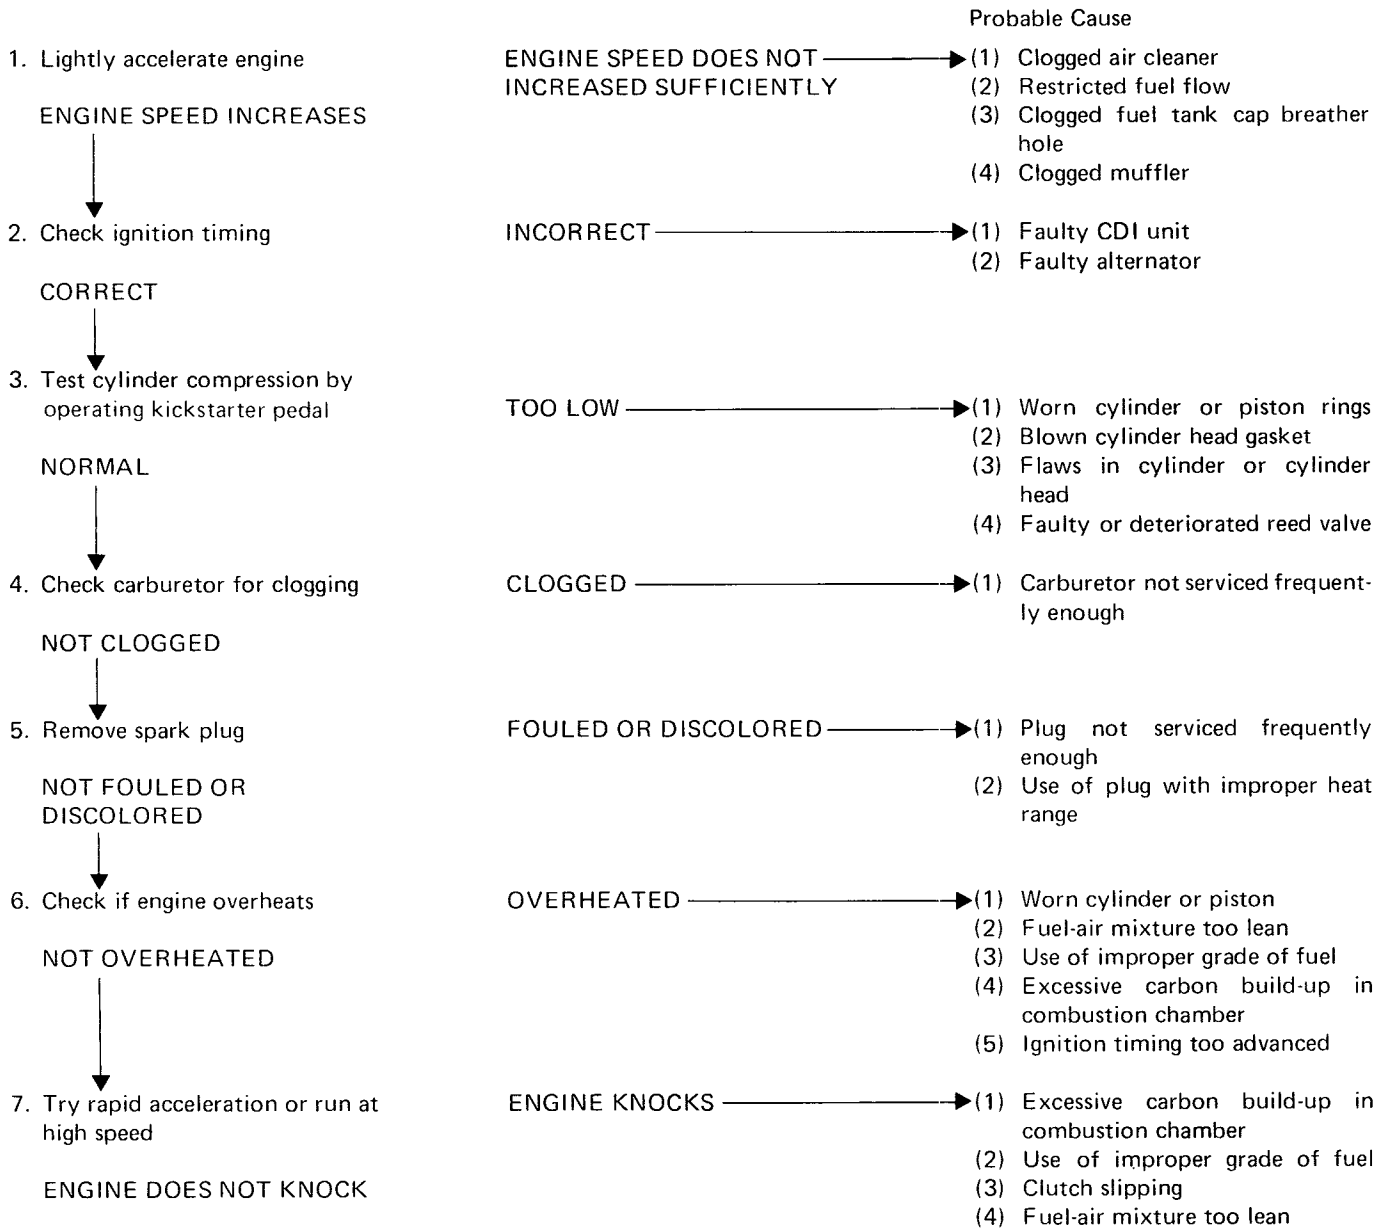 Probable Cause
1. Lightly accelerate engine
ENGINE SPEED DOES NOT
INCREASED SUFFICIENTLY
(1) Clogged air cleaner
(2) Restricted fuel flow
(3) Clogged fuel tank cap breather
hole
(4) Clogged muffler
ENGINE SPEED INCREASES
2. Check ignition timing
INCORRECT
(1) Faulty CDI unit
(2) Faulty alternator
CORRECT
3. Test cylinder compression by
operating kickstarter pedal
TOO LOW
(1) Worn cylinder or piston rings
(2) Blown cylinder head gasket
(3) Flaws in cylinder or cylinder
head
(4) Faulty or deteriorated reed valve
NORMAL
4. Check carburetor for clogging
CLOGGED
(1) Carburetor not serviced frequent-
ly enough
NOT CLOGGED
5. Remove spark plug
FOULED OR DISCOLORED
(1) Plug not serviced frequently
enough
(2) Use of plug with improper heat
range
NOT FOULED OR
DISCOLORED
6. Check if engine overheats
OVERHEATED
(1) Worn cylinder or piston
(2) Fuel-air mixture too lean
(3) Use of improper grade of fuel
(4) Excessive carbon build-up in
combustion chamber
(5) Ignition timing too advanced
NOT OVERHEATED
7. Try rapid acceleration or run at
high speed
ENGINE KNOCKS
(1) Excessive carbon build-up in
combustion chamber
(2) Use of improper grade of fuel
(3) Clutch slipping
(4) Fuel-air mixture too lean
ENGINE DOES NOT KNOCK